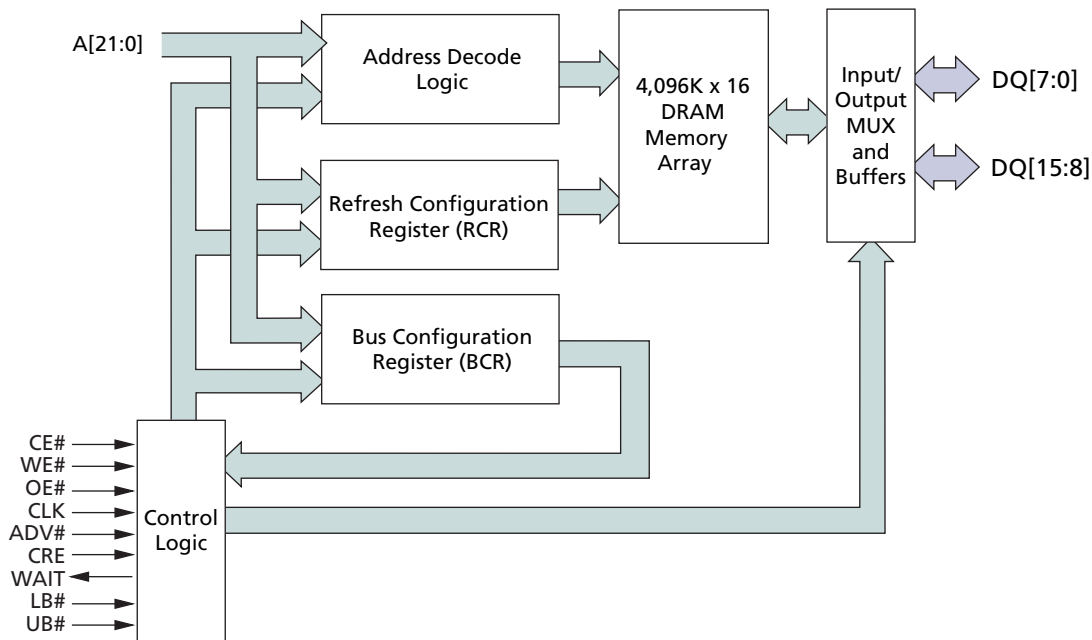 A[21:0]
Address Decode
Logic
4,096K x 16
DRAM
Memory
Array
Input/
Output
MUX
and
Buffers
DQ[7:0]
DQ[15:8]
Refresh Configuration
Register (RCR)
Bus Configuration
Register (BCR)
CE#
WE#
OE#
CLK
ADV#
CRE
WAIT
LB#
UB#
Control
Logic